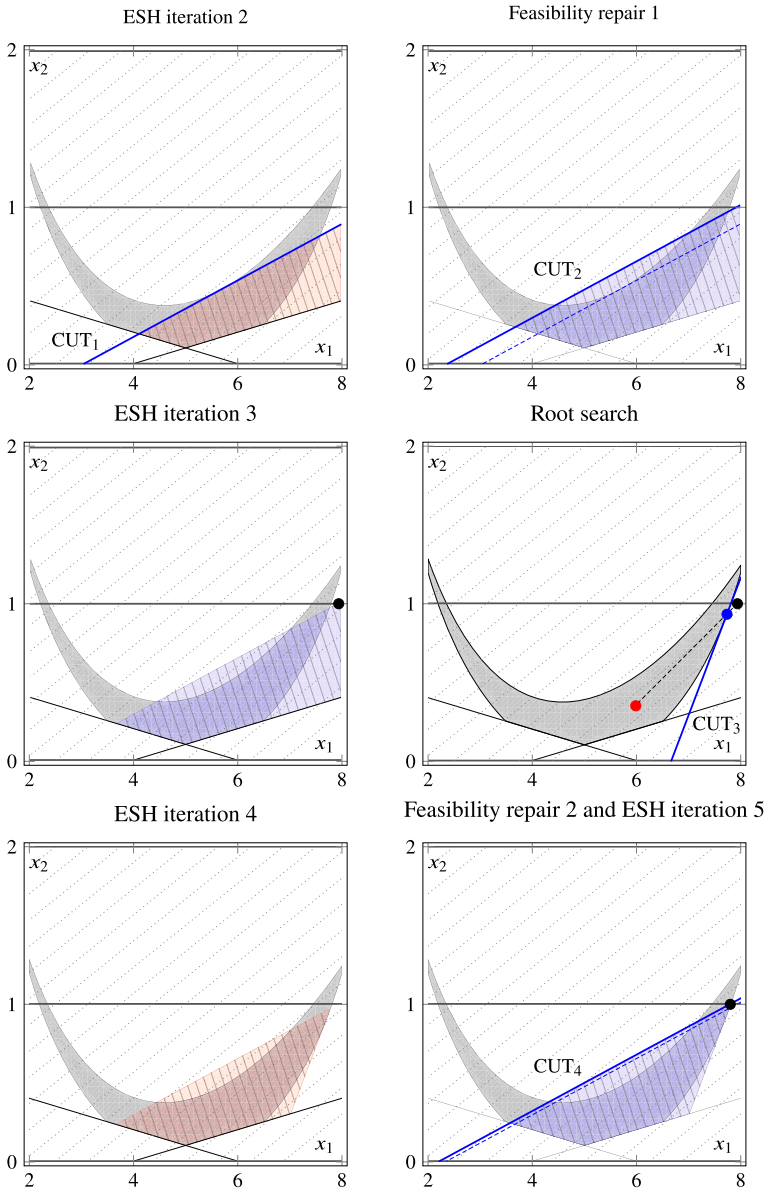 ESH iteration 2
2
x2
1
CUT1
x1
0
2 4 6 8
Feasibility repair 1
2
x2
1
CUT2
x1
0
2 4 6 8
ESH iteration 3
2
x2
1
x1
0
2 4 6 8
Root search
2
x2
1
CUT3
x1
0
2 4 6 8
ESH iteration 4
2
x2
1
x1
0
2 4 6 8
Feasibility repair 2 and ESH iteration 5
2
x2
1
CUT4
x1
0
2 4 6 8